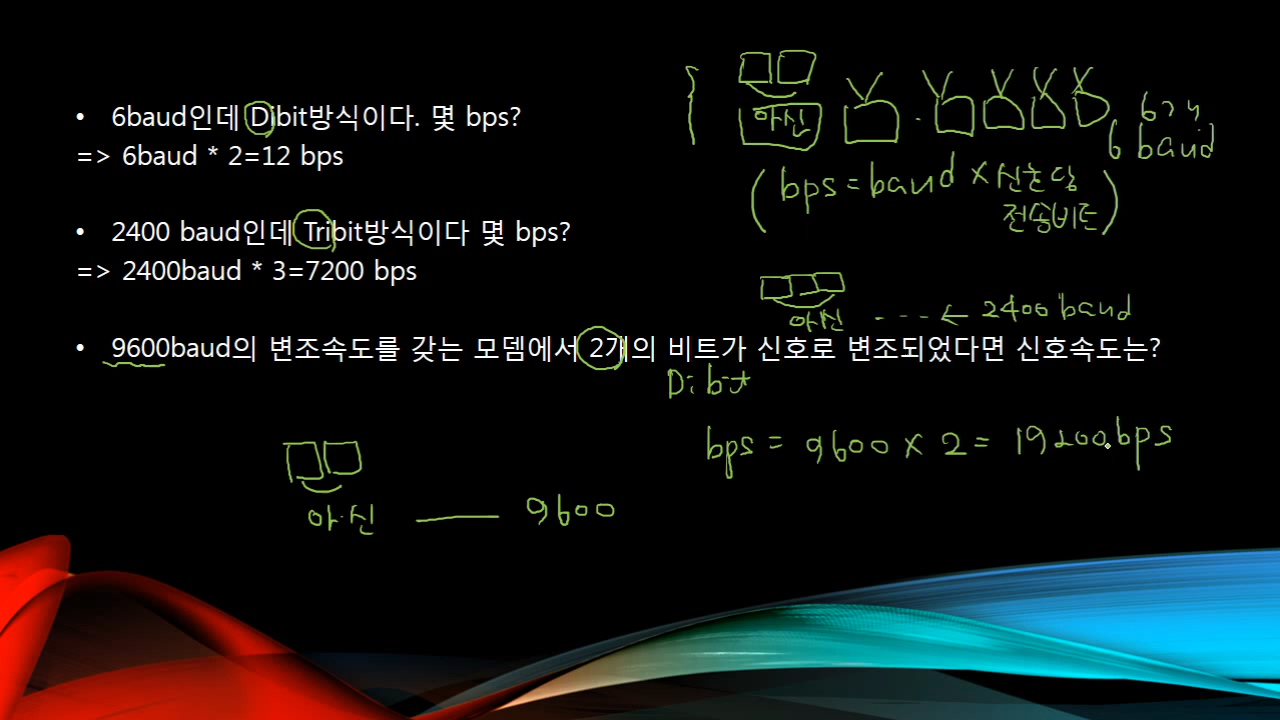 • 6baud인데 Dibit방식이다. 몇 bps?
=> 6baud * 2=12 bps
• 2400 baud인데 Tribit방식이다 몇 bps?
=> 2400baud * 3=7200 bps
아신
6개
6 baud
(bps = baud × 신호당
전송비트)
아신 - - - ← 2400 baud
• 9600baud의 변조속도를 갖는 모뎀에서 2개의 비트가 신호로 변조되었다면 신호속도는?
Dibit
bps = 9600 × 2 = 19200bps
아신 — 9600